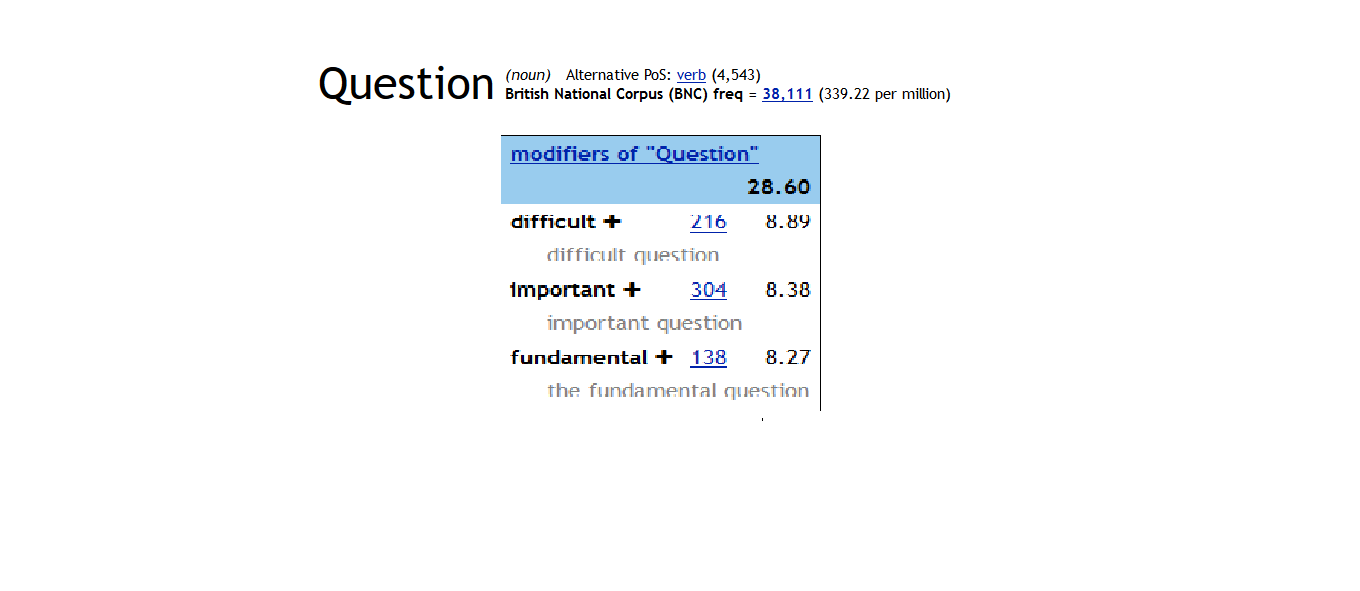 Question (noun) Alternative PoS: verb (4,543)
British National Corpus (BNC) freq = 38,111 (339.22 per million)
modifiers of "Question"
28.60
difficult + 216 8.89
difficult question
important + 304 8.38
important question
fundamental + 138 8.27
the fundamental question